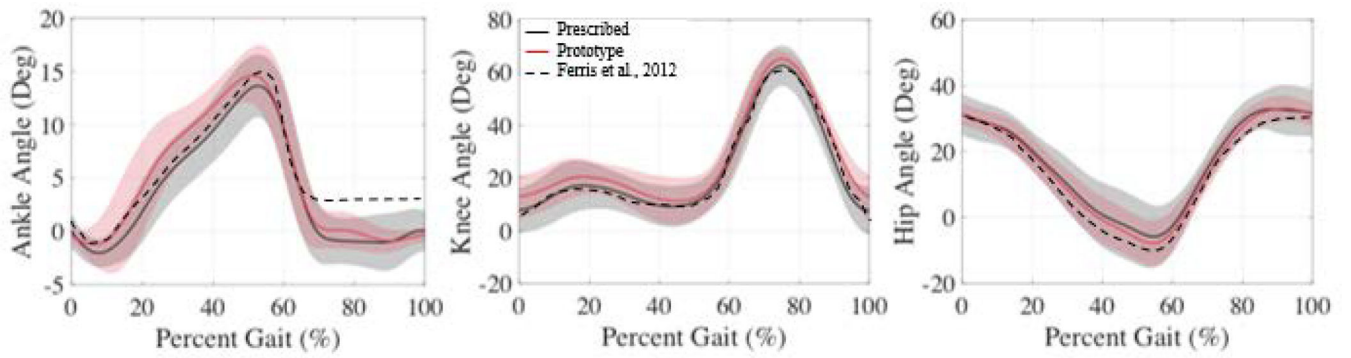 20
15
10
5
0
-5
Ankle Angle (Deg)
0 20 40 60 80 100
Percent Gait (%)
80
60
40
20
0
-20
Knee Angle (Deg)
Prescribed
Prototype
Ferris et al., 2012
0 20 40 60 80 100
Percent Gait (%)
60
40
20
0
-20
Hip Angle (Deg)
0 20 40 60 80 100
Percent Gait (%)